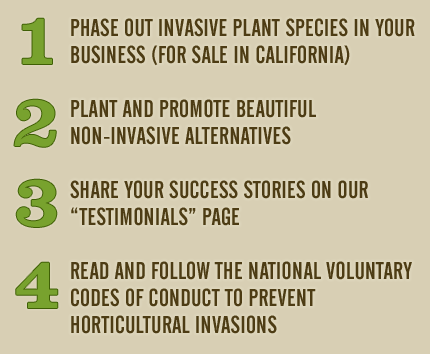 1 PHASE OUT INVASIVE PLANT SPECIES IN YOUR
BUSINESS (FOR SALE IN CALIFORNIA)
2 PLANT AND PROMOTE BEAUTIFUL
NON-INVASIVE ALTERNATIVES
3 SHARE YOUR SUCCESS STORIES ON OUR
“TESTIMONIALS” PAGE
4 READ AND FOLLOW THE NATIONAL VOLUNTARY
CODES OF CONDUCT TO PREVENT
HORTICULTURAL INVASIONS